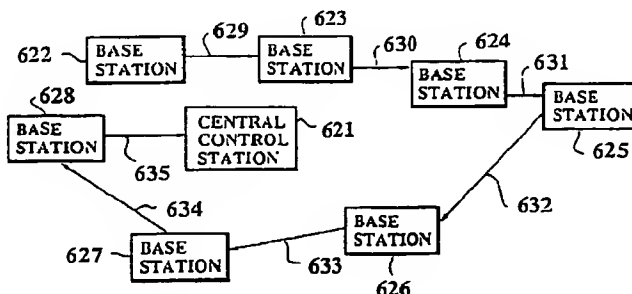 623
629
630
624
631
622
BASE
STATION
BASE
STATION
BASE
STATION
BASE
STATION
625
628
BASE
STATION
635
CENTRAL
CONTROL
STATION
621
632
634
627
BASE
STATION
633
BASE
STATION
626